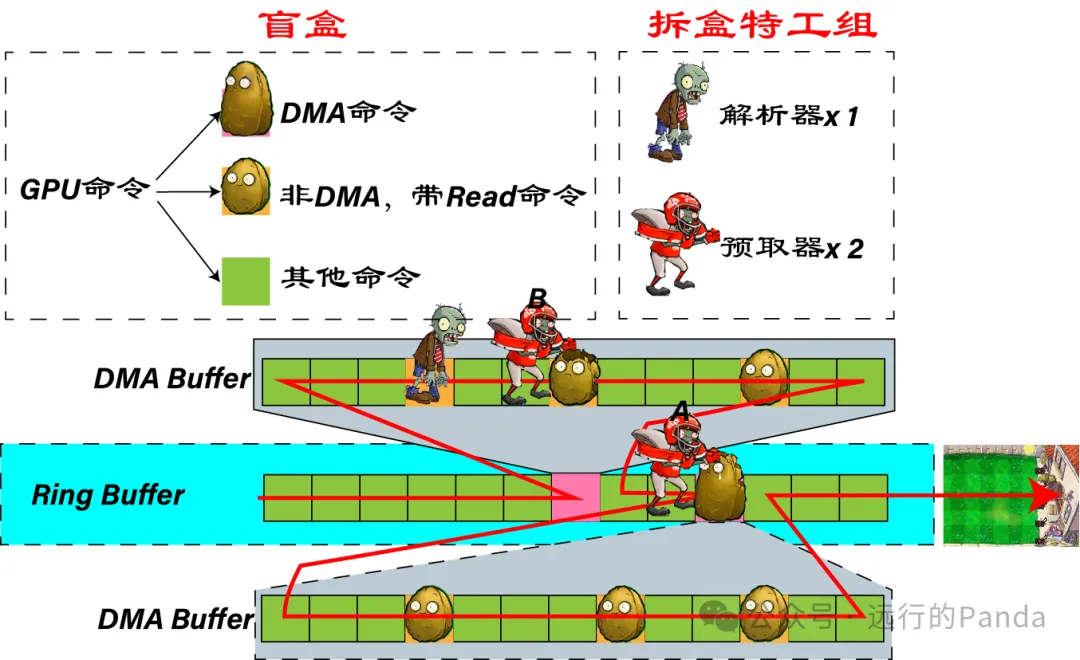 盲盒
拆盒特工组
DMA命令
GPU命令
非DMA，带Read命令
其他命令
解析器x 1
预取器x 2
B
DMA Buffer
A
Ring Buffer
DMA Buffer
公众号 · 远行的Panda